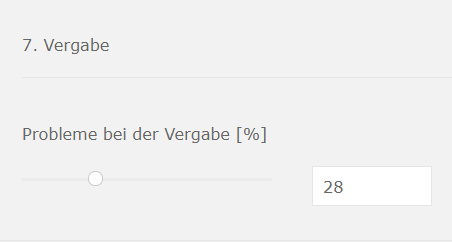 7. Vergabe
Probleme bei der Vergabe [%]
28